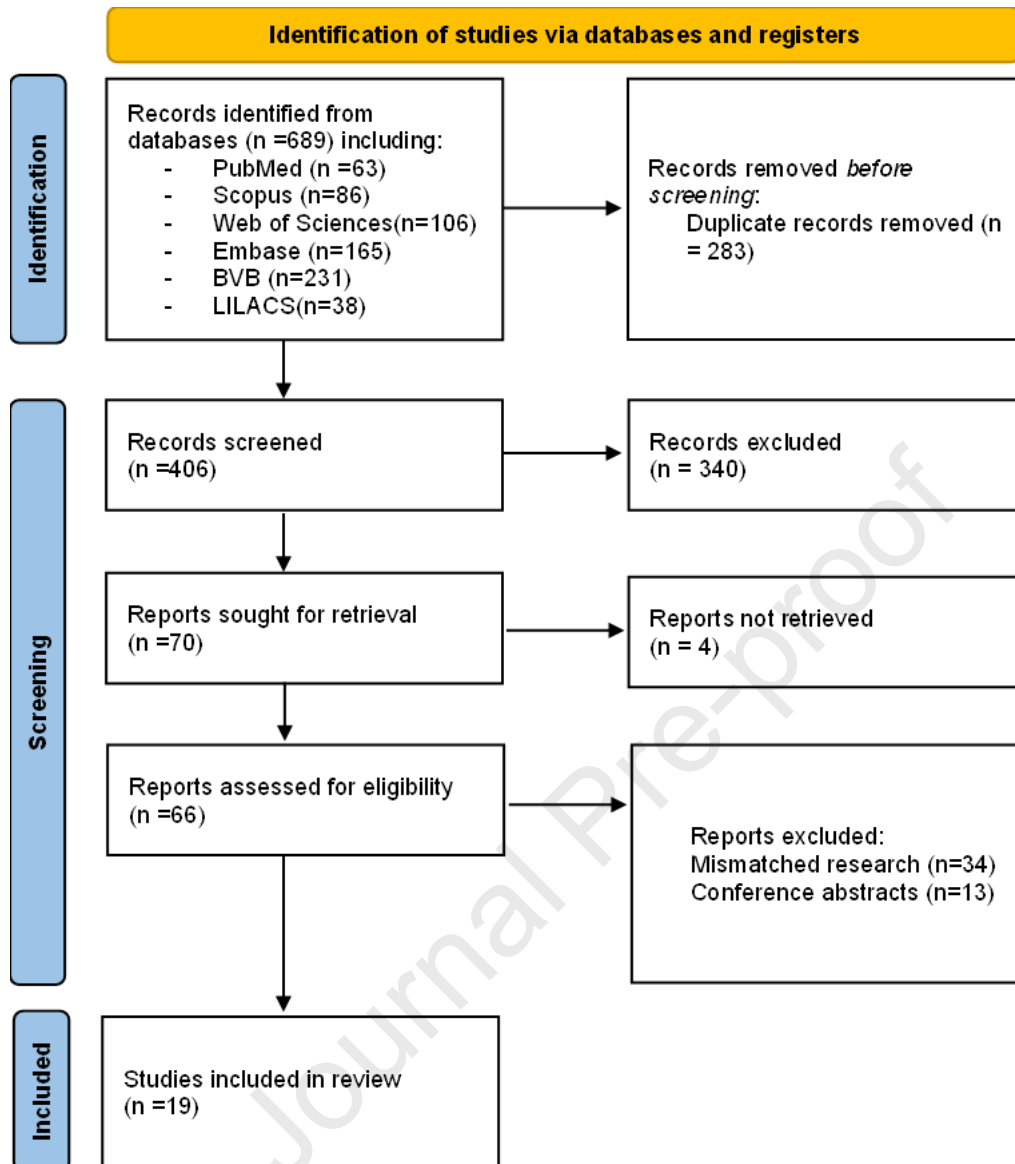 Identification of studies via databases and registers
Identification
Records identified from
databases (n =689) including:
- PubMed (n =63)
- Scopus (n=86)
- Web of Sciences(n=106)
- Embase (n=165)
- BVB (n=231)
- LILACS(n=38)
Records removed before
screening:
Duplicate records removed (n
= 283)
Screening
Records screened
(n =406)
Records excluded
(n = 340)
Reports sought for retrieval
(n =70)
Reports not retrieved
(n = 4)
Reports assessed for eligibility
(n =66)
Reports excluded:
Mismatched research (n=34)
Conference abstracts (n=13)
Included
Studies included in review
(n =19)
Journal Pre-proof